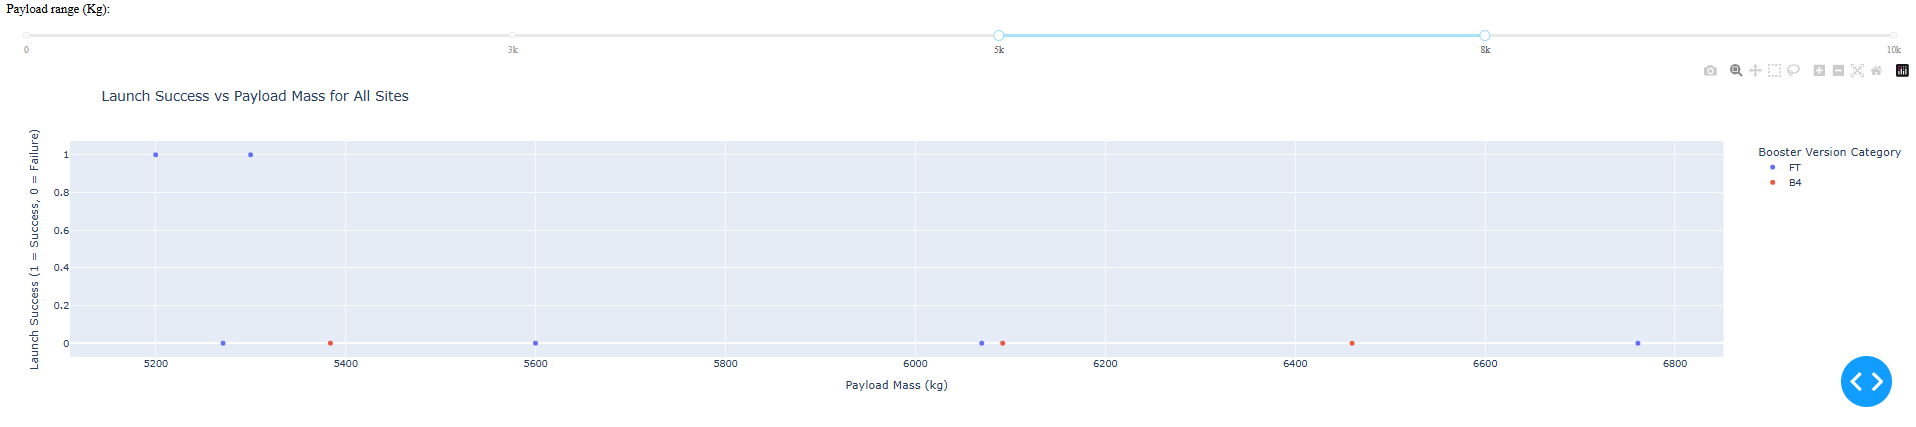 Payload range (Kg):
0 3k 5k 8k 10k
Launch Success vs Payload Mass for All Sites
Launch Success (1 = Success, 0 = Failure)
1
0.8
0.6
0.4
0.2
0
5200 5400 5600 5800 6000 6200 6400 6600 6800
Payload Mass (kg)
Booster Version Category
FT
B4